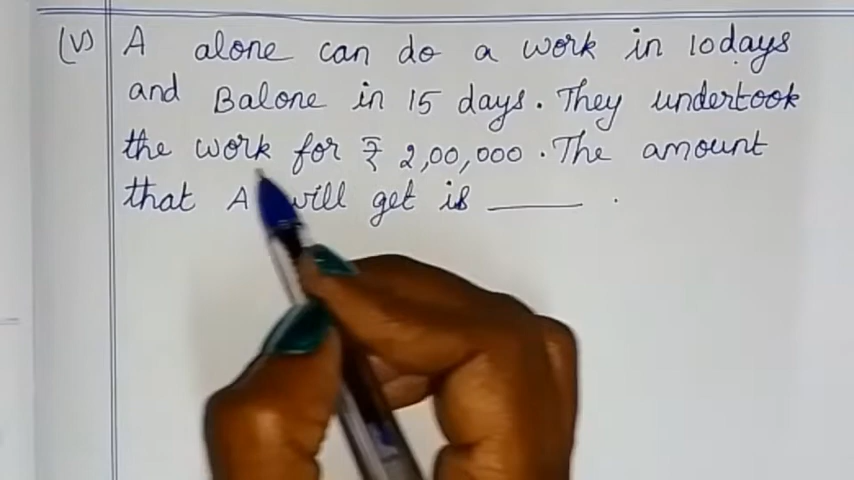 (v) A alone can do a work in 10days
and Balone in 15 days. They undertook
the work for ₹ 2,00,000. The amount
that A will get is ______ .